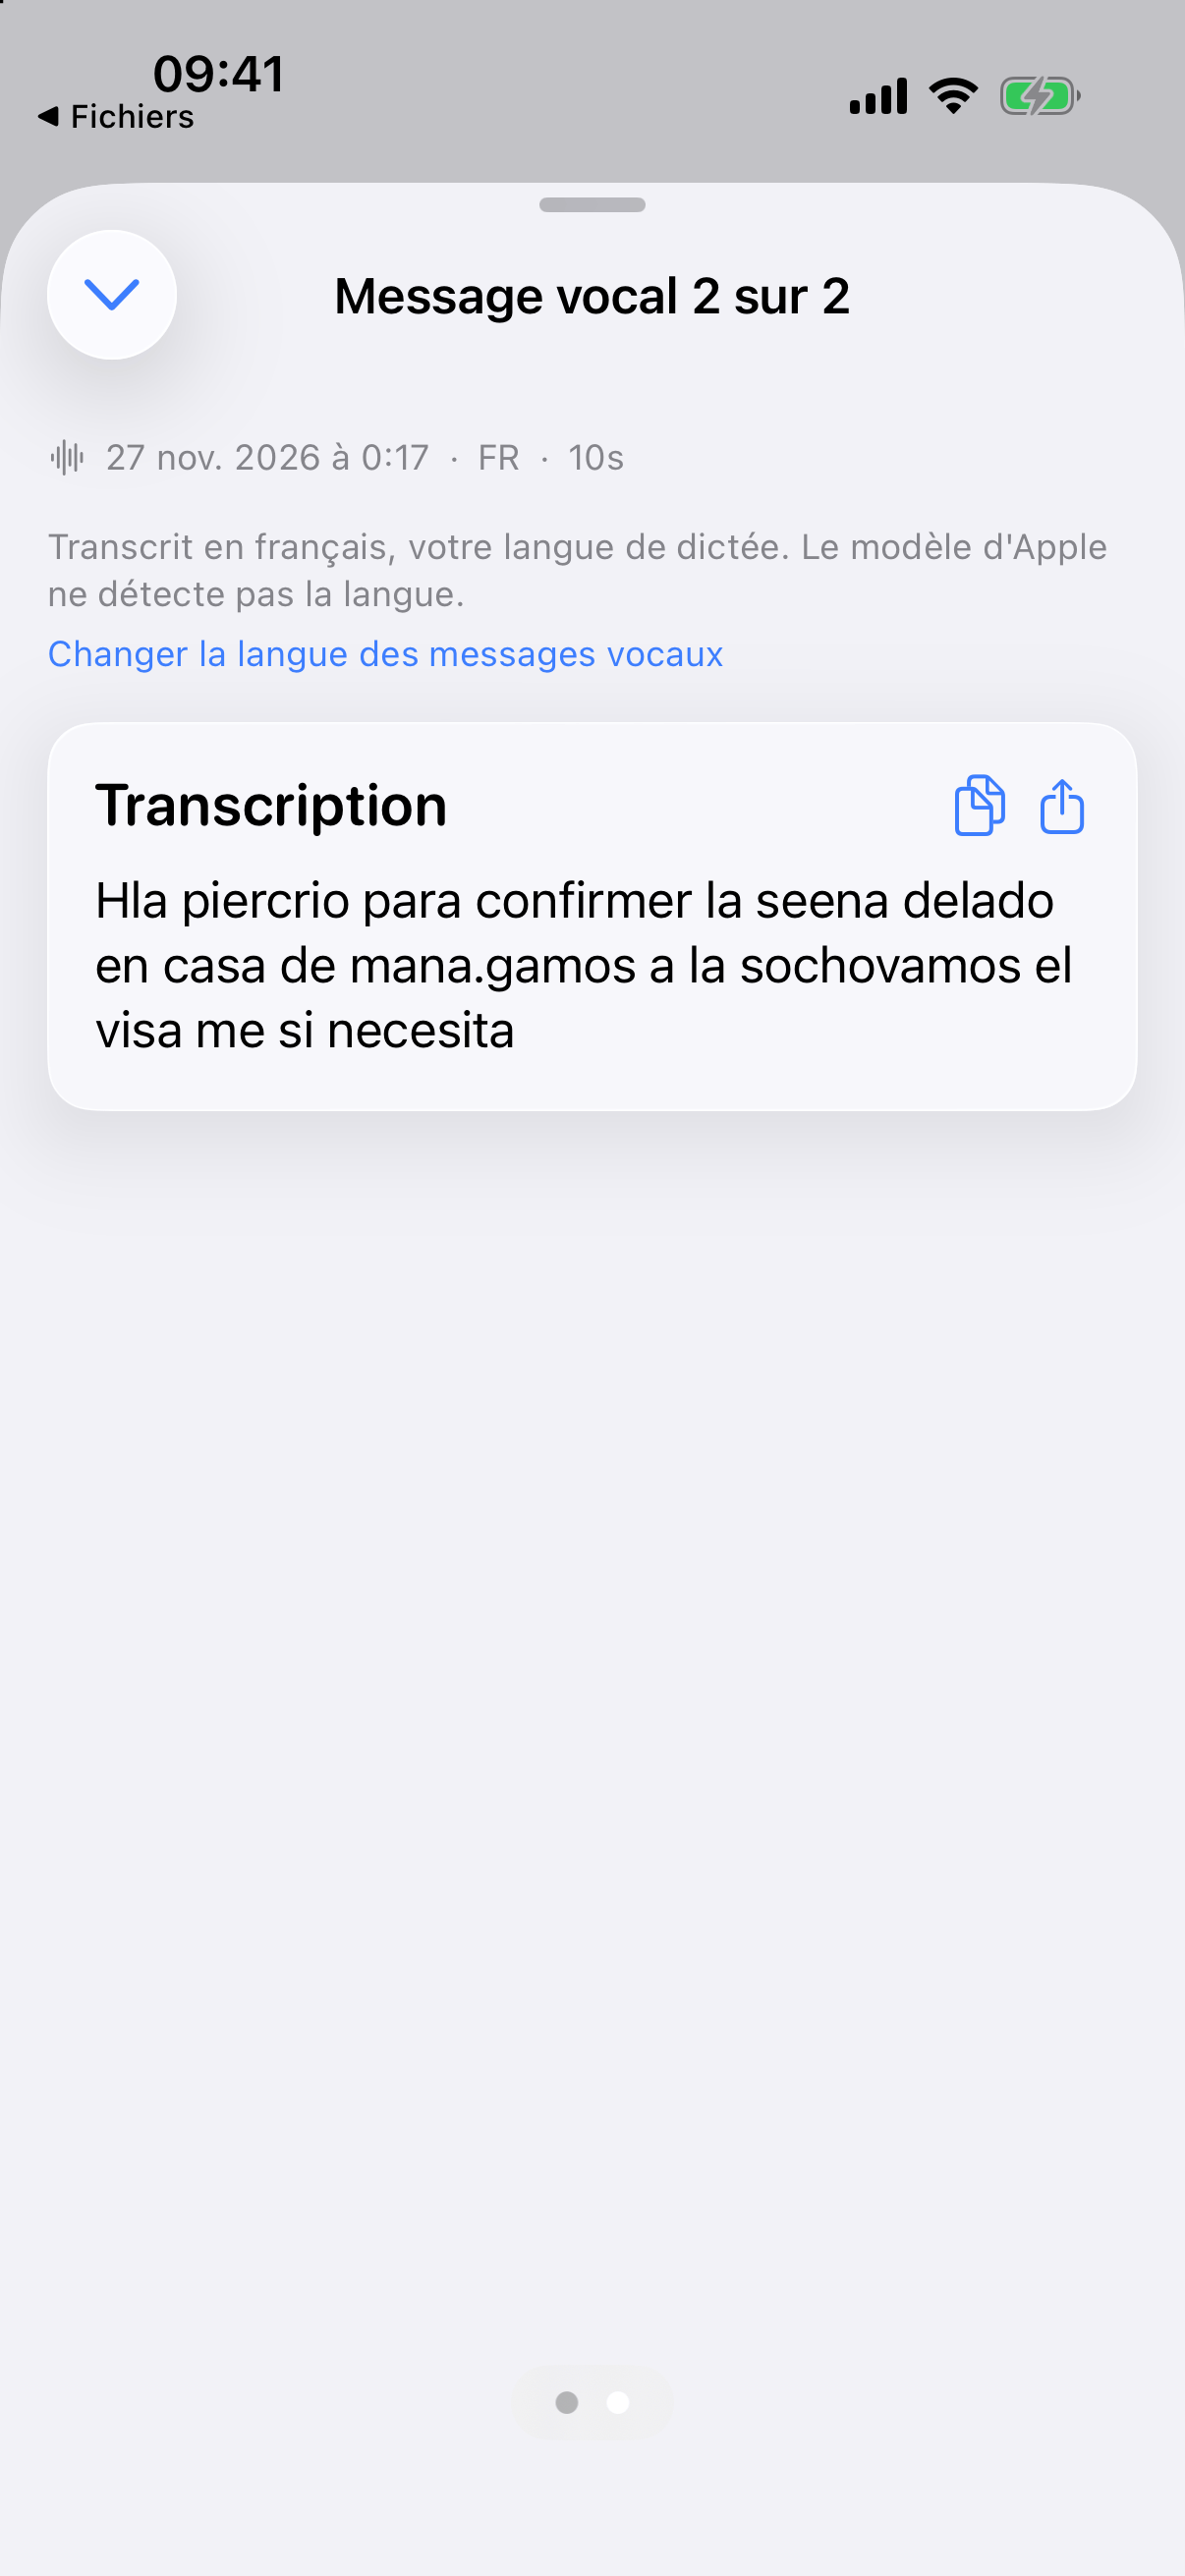 09:41
◀ Fichiers
Message vocal 2 sur 2
27 nov. 2026 à 0:17 · FR · 10s
Transcrit en français, votre langue de dictée. Le modèle d'Apple
ne détecte pas la langue.
Changer la langue des messages vocaux
Transcription
Hla piercrio para confirmer la seena delado
en casa de mana.gamos a la sochovamos el
visa me si necesita